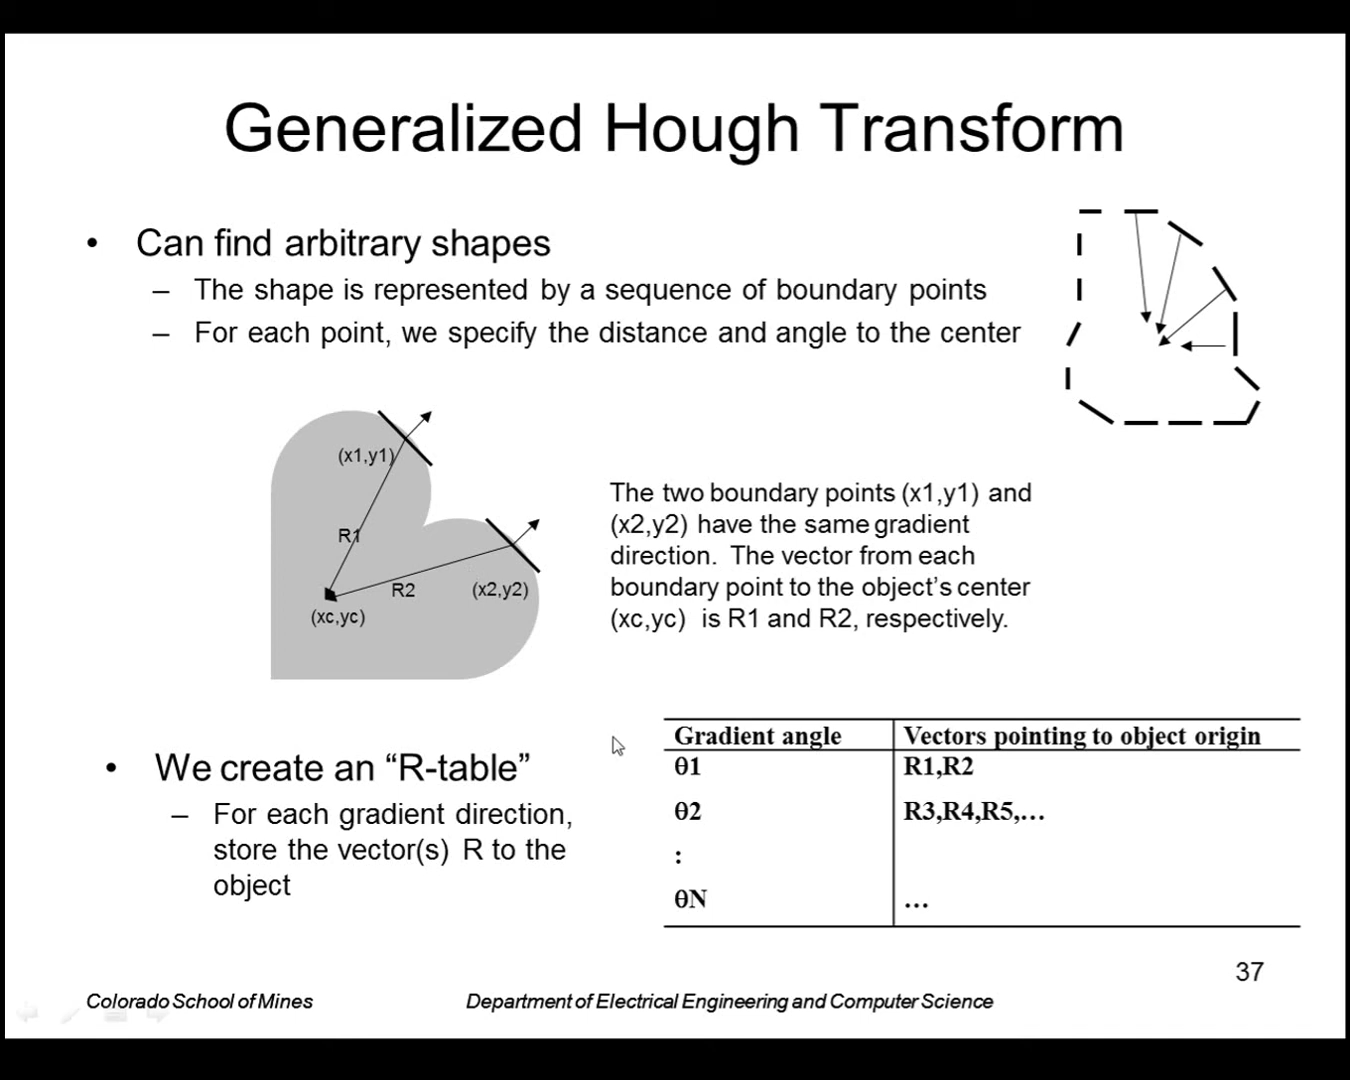 Generalized Hough Transform
• Can find arbitrary shapes
– The shape is represented by a sequence of boundary points
– For each point, we specify the distance and angle to the center
(x1,y1)
R1
R2
(x2,y2)
(xc,yc)
The two boundary points (x1,y1) and
(x2,y2) have the same gradient
direction. The vector from each
boundary point to the object's center
(xc,yc) is R1 and R2, respectively.
• We create an “R-table”
– For each gradient direction,
store the vector(s) R to the
object
Gradient angle Vectors pointing to object origin
θ1 R1,R2
θ2 R3,R4,R5,…
:
θN …
37
Colorado School of Mines Department of Electrical Engineering and Computer Science